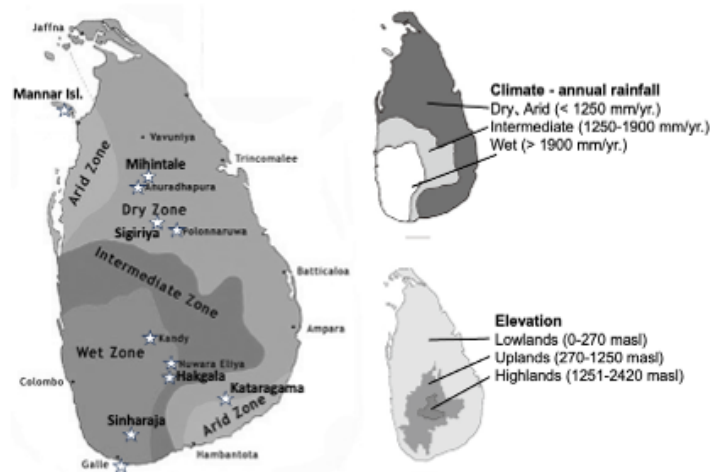 Jaffna
Mannar Isl.
Arid Zone
Vavuniya
Trincomalee
Mihintale
Anuradhapura
Dry Zone
Sigiriya
Polonnaruwa
Intermediate Zone
Batticaloa
Ampara
Kandy
Wet Zone
Nuwara Eliya
Hakgala
Colombo
Kataragama
Arid Zone
Sinharaja
Hambantota
Galle
Climate - annual rainfall
Dry, Arid (< 1250 mm/yr.)
Intermediate (1250-1900 mm/yr.)
Wet (> 1900 mm/yr.)
Elevation
Lowlands (0-270 masl)
Uplands (270-1250 masl)
Highlands (1251-2420 masl)